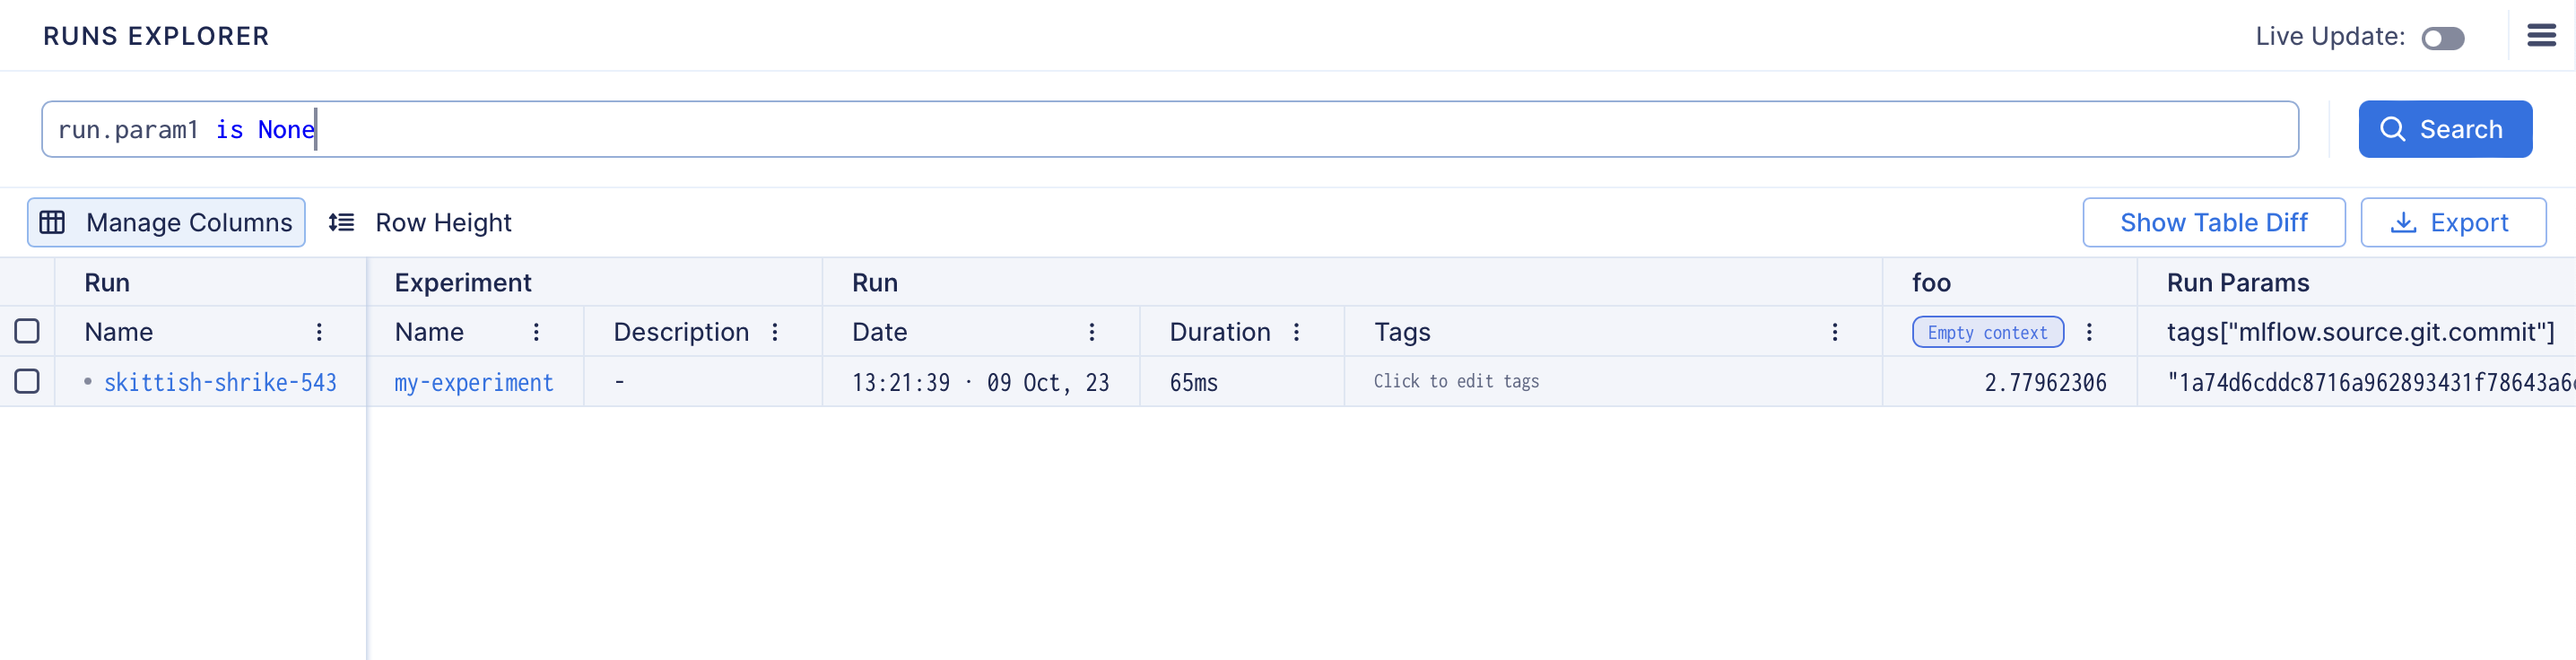 RUNS EXPLORER Live Update:
run.param1 is None Search
Manage Columns Row Height Show Table Diff Export
Run Experiment Run foo Run Params
Name Name Description Date Duration Tags Empty context tags["mlflow.source.git.commit"]
skittish-shrike-543 my-experiment - 13:21:39 · 09 Oct, 23 65ms Click to edit tags 2.77962306 "1a74d6cddc8716a962893431f78643a6